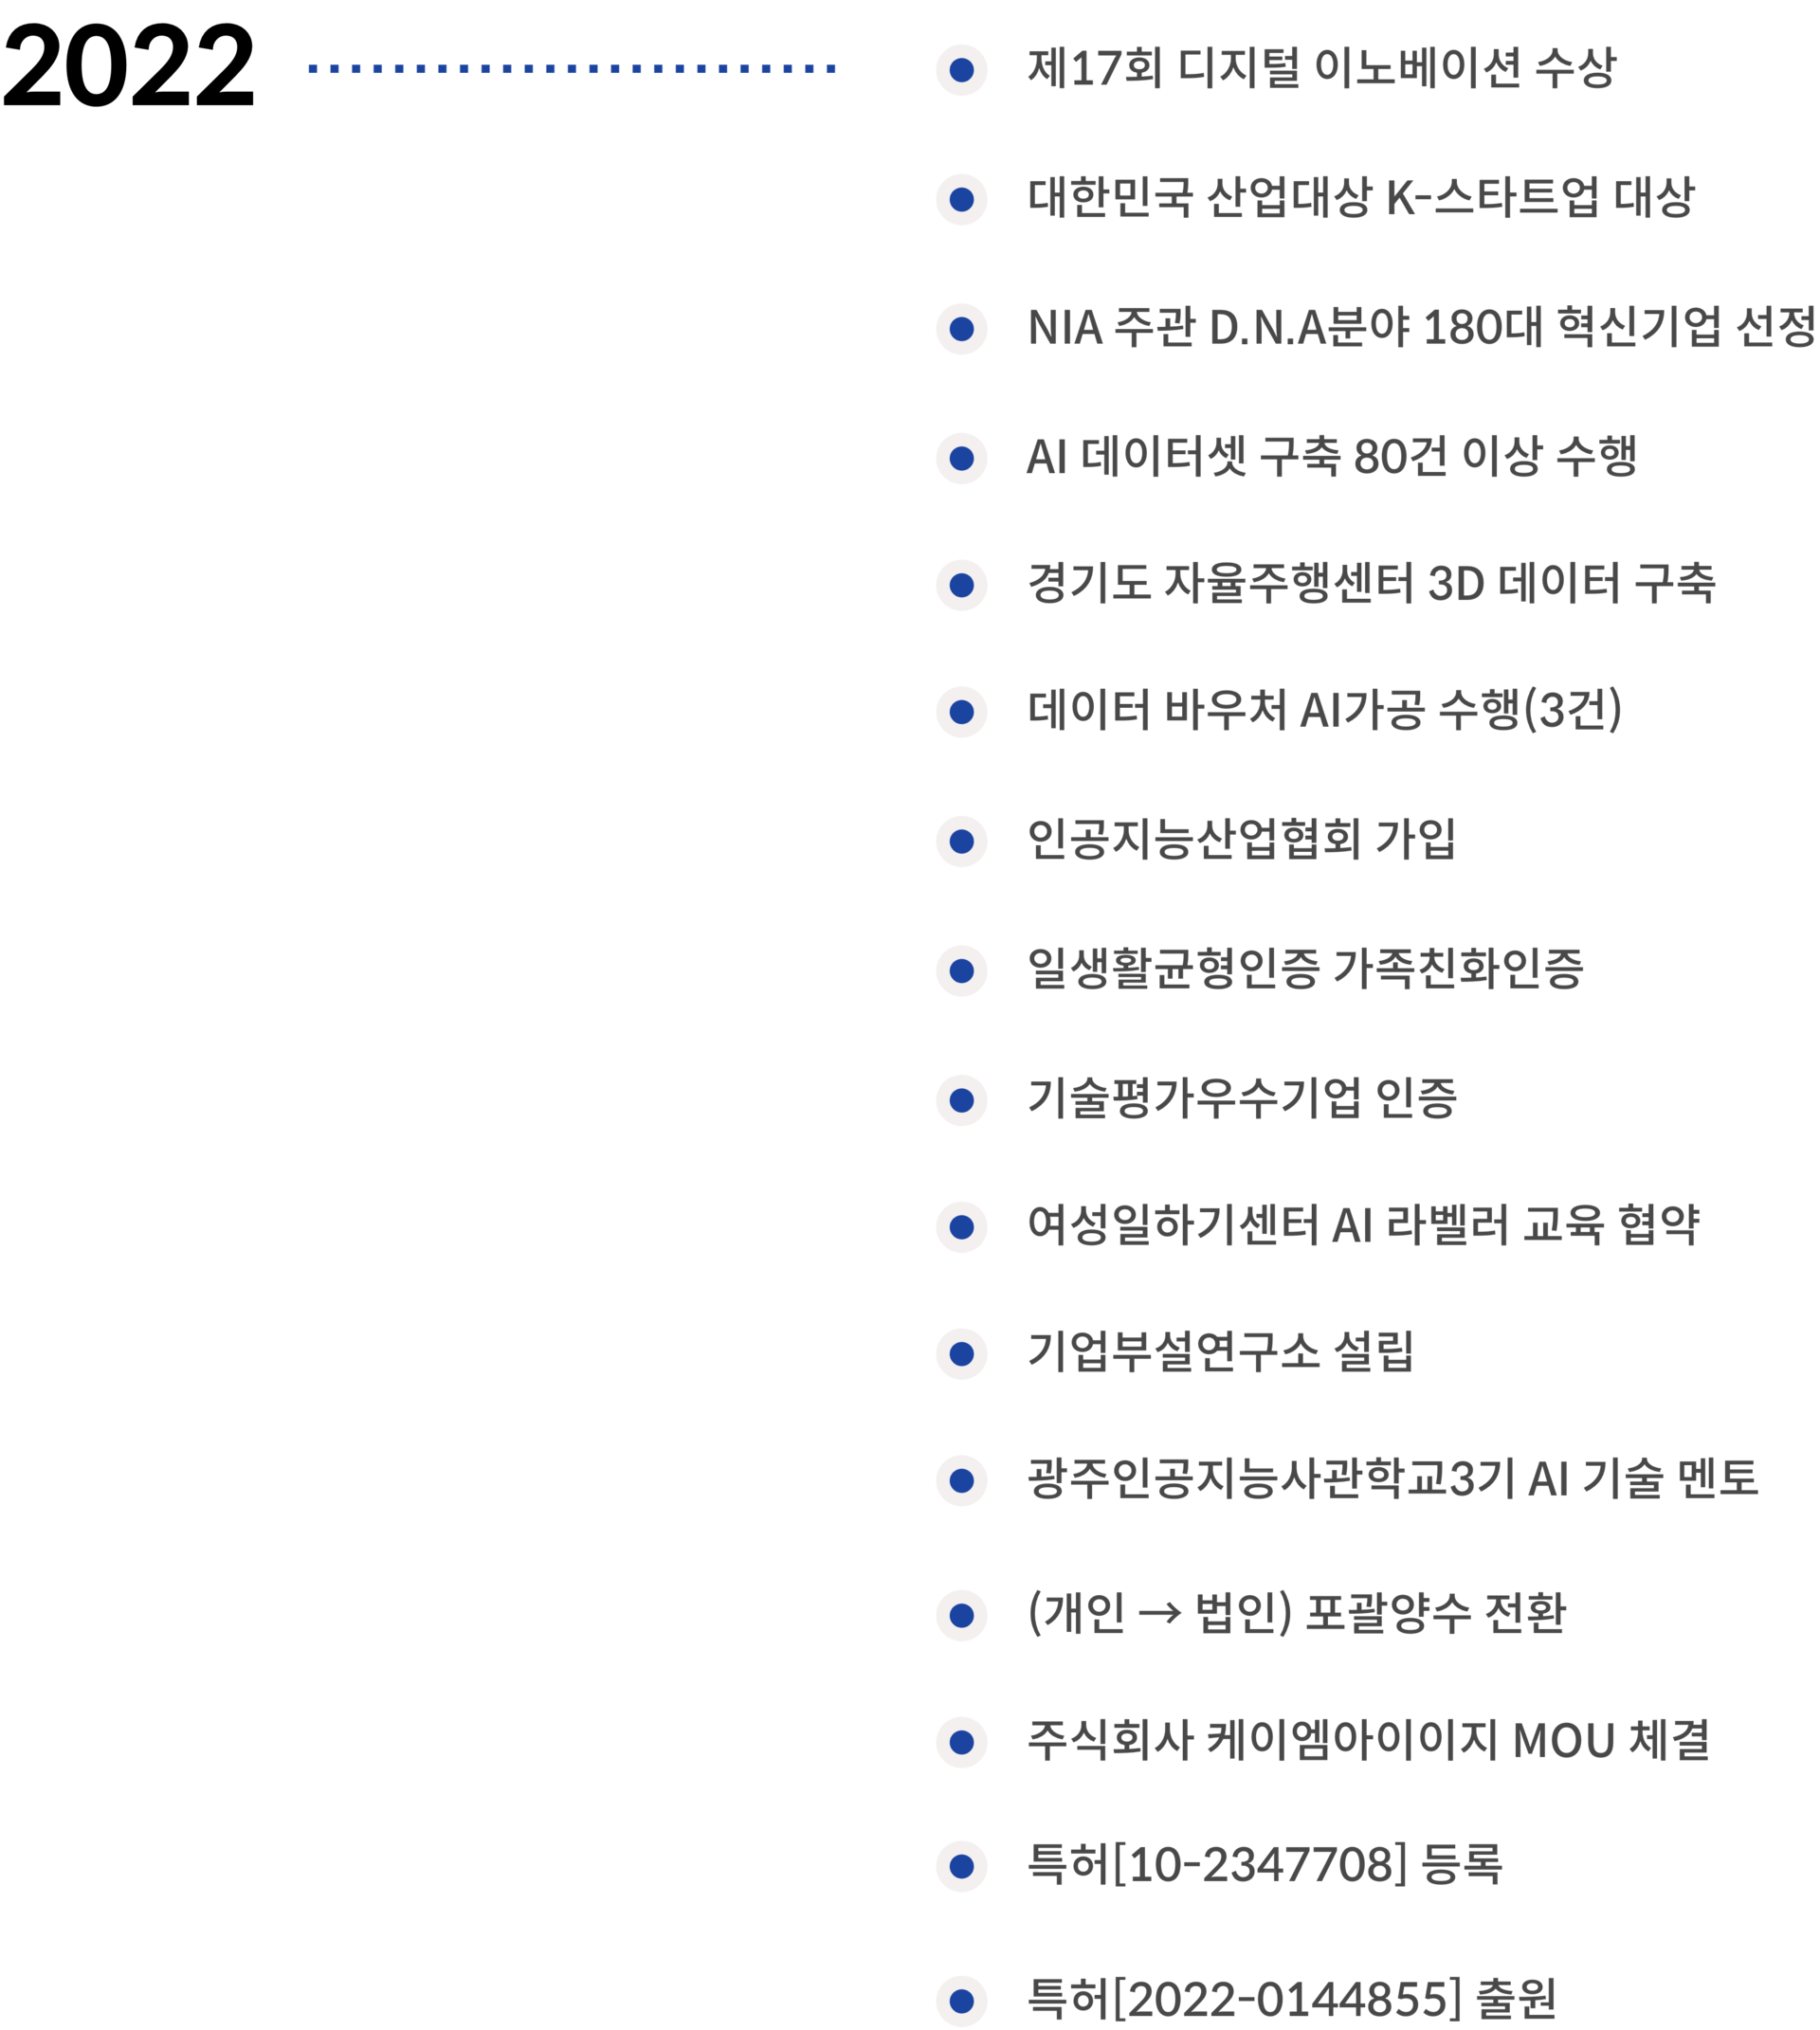 2022
제17회 디지털 이노베이션 수상
대한민국 산업대상 K-스타트업 대상
NIA 주관 D.N.A분야 180대 혁신기업 선정
AI 데이터셋 구축 80건 이상 수행
경기도 자율주행센터 3D 데이터 구축
데이터 바우처 AI가공 수행(3건)
인공지능산업협회 가입
일생활균형인증 가족친화인증
기술평가우수기업 인증
여성일하기센터 AI 라벨러 교육협약
기업부설연구소 설립
광주인공지능사관학교3기 AI 기술 멘토
(개인 → 법인) 포괄양수 전환
주식회사 케이엠아이지 MOU 체결
특허[10-2347708] 등록
특허[2022-0144855] 출원